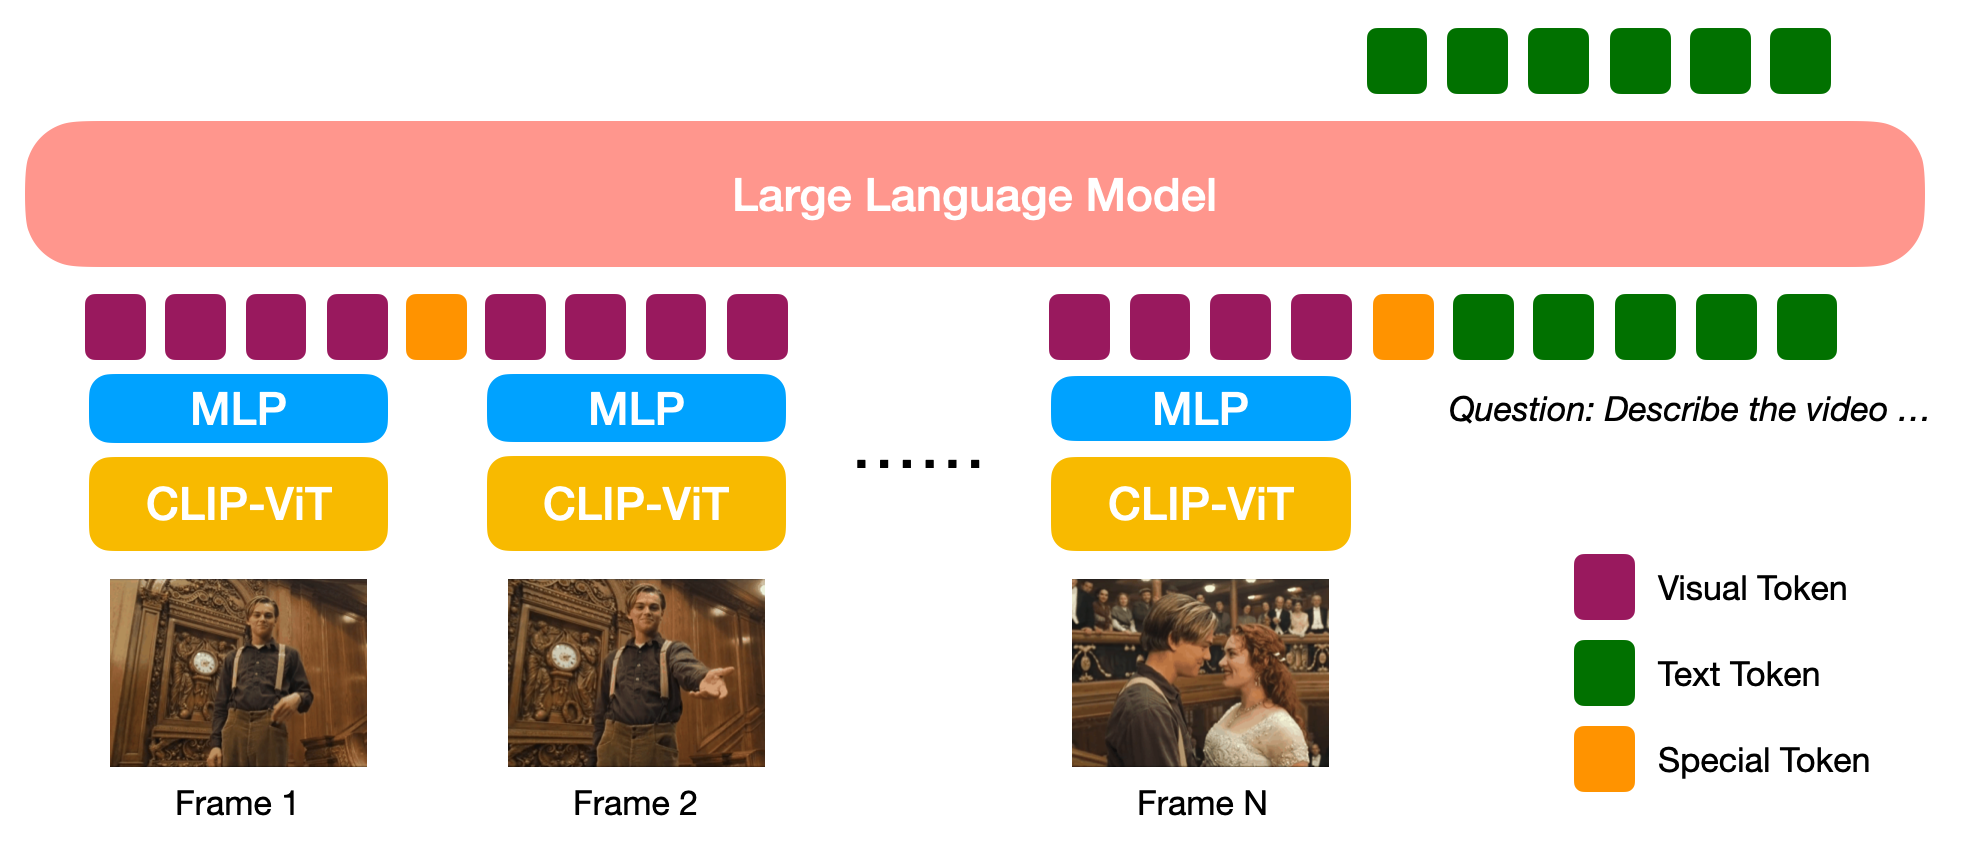 Large Language Model
MLP
MLP
MLP
Question: Describe the video …
......
CLIP-ViT
CLIP-ViT
CLIP-ViT
Visual Token
Text Token
Special Token
Frame 1
Frame 2
Frame N